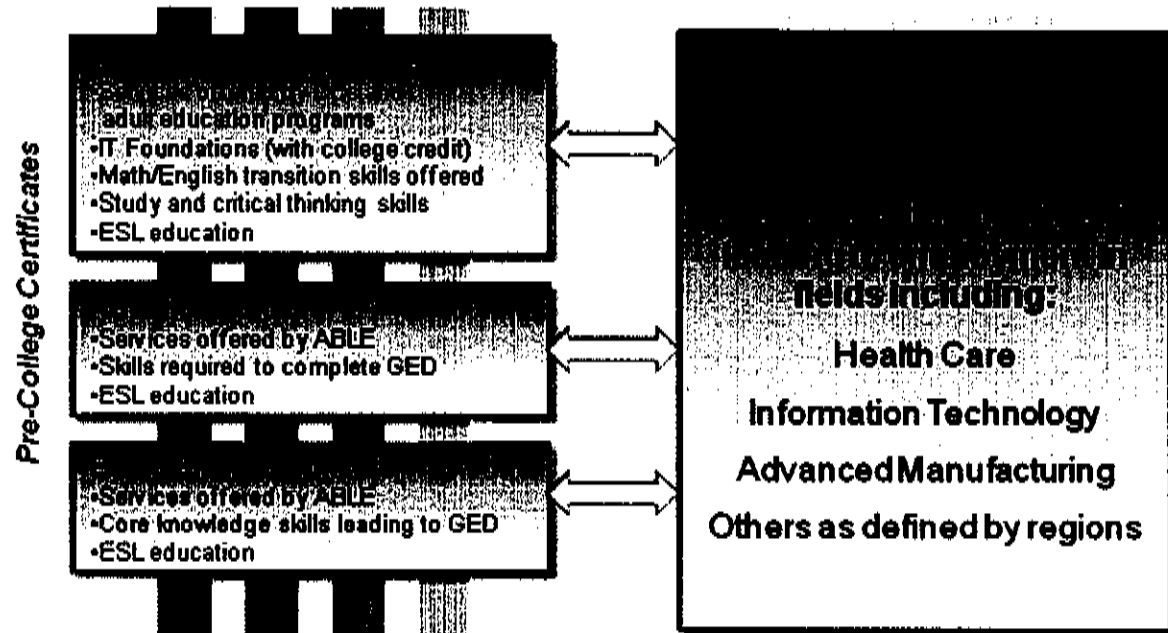 Pre-College Certificates
adult education programs
•IT Foundations (with college credit)
•Math/English transition skills offered
•Study and critical thinking skills
•ESL education
•Services offered by ABLE
•Skills required to complete GED
•ESL education
•Services offered by ABLE
•Core knowledge skills leading to GED
•ESL education
fields including:
Health Care
Information Technology
Advanced Manufacturing
Others as defined by regions